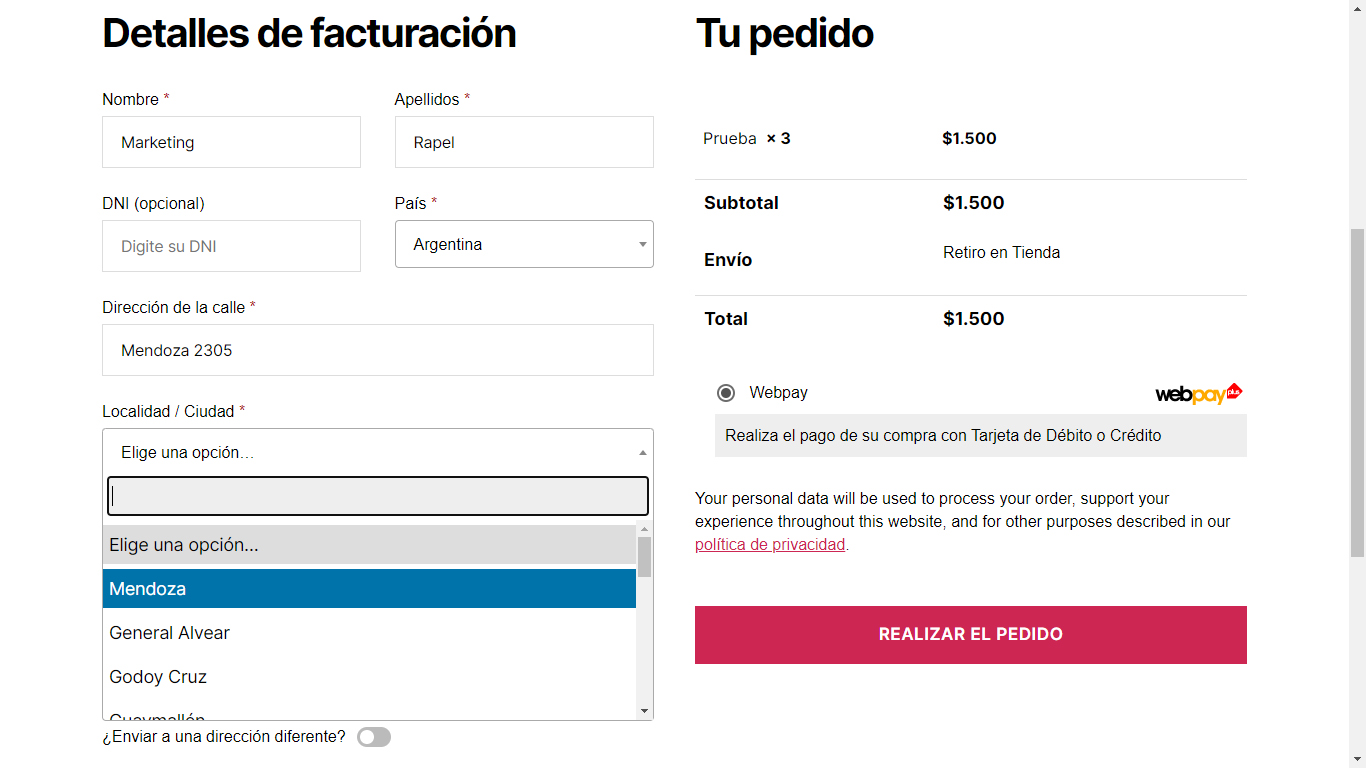 Detalles de facturación
Nombre *
Apellidos *
Marketing
Rapel
DNI (opcional)
País *
Digite su DNI
Argentina
Dirección de la calle *
Mendoza 2305
Localidad / Ciudad *
Elige una opción…
Elige una opción…
Mendoza
General Alvear
Godoy Cruz
Guaymallén
¿Enviar a una dirección diferente?
Tu pedido
Prueba × 3 $1.500
Subtotal $1.500
Envío Retiro en Tienda
Total $1.500
Webpay
webpay plus
Realiza el pago de su compra con Tarjeta de Débito o Crédito
Your personal data will be used to process your order, support your
experience throughout this website, and for other purposes described in our
política de privacidad.
REALIZAR EL PEDIDO